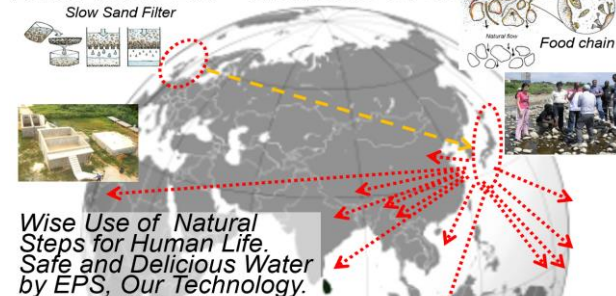 Slow Sand Filter
Natural flow
Food chain
Wise Use of Natural
Steps for Human Life.
Safe and Delicious Water
by EPS, Our Technology.